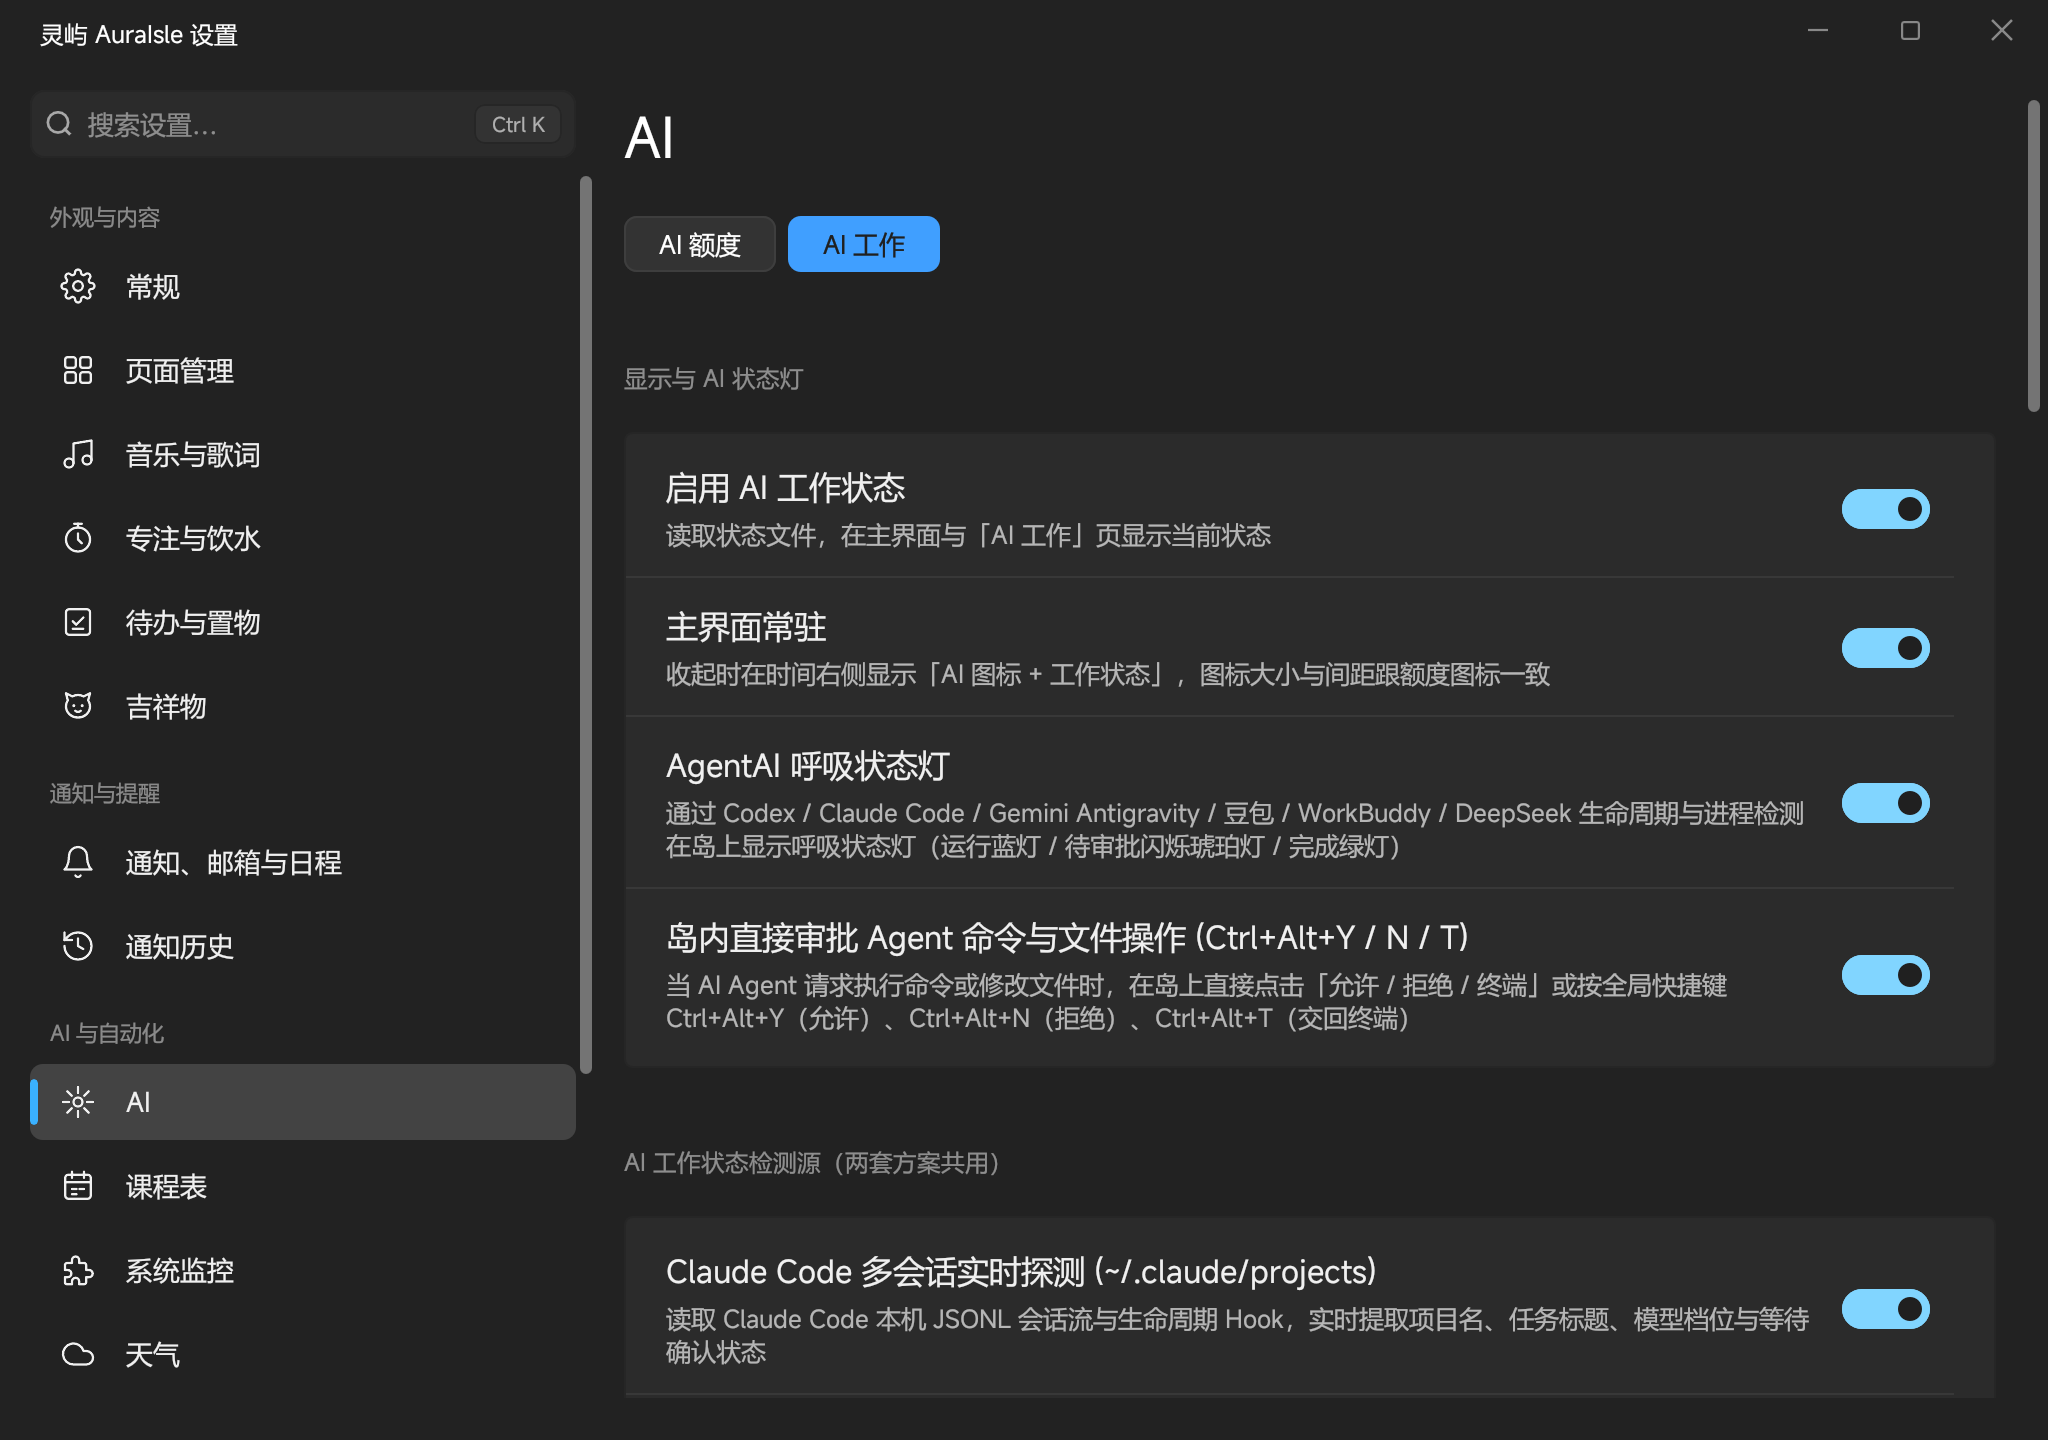 灵屿 AuraIsle 设置
搜索设置...
Ctrl K
外观与内容
常规
页面管理
音乐与歌词
专注与饮水
待办与置物
吉祥物
通知与提醒
通知、邮箱与日程
通知历史
AI 与自动化
AI
课程表
系统监控
天气
AI
AI 额度
AI 工作
显示与 AI 状态灯
启用 AI 工作状态
读取状态文件，在主界面与「AI 工作」页显示当前状态
主界面常驻
收起时在时间右侧显示「AI 图标 + 工作状态」，图标大小与间距跟额度图标一致
AgentAI 呼吸状态灯
通过 Codex / Claude Code / Gemini Antigravity / 豆包 / WorkBuddy / DeepSeek 生命周期与进程检测
在岛上显示呼吸状态灯（运行蓝灯 / 待审批闪烁琥珀灯 / 完成绿灯）
岛内直接审批 Agent 命令与文件操作 (Ctrl+Alt+Y / N / T)
当 AI Agent 请求执行命令或修改文件时，在岛上直接点击「允许 / 拒绝 / 终端」或按全局快捷键
Ctrl+Alt+Y（允许）、Ctrl+Alt+N（拒绝）、Ctrl+Alt+T（交回终端）
AI 工作状态检测源（两套方案共用）
Claude Code 多会话实时探测 (~/.claude/projects)
读取 Claude Code 本机 JSONL 会话流与生命周期 Hook，实时提取项目名、任务标题、模型档位与等待
确认状态